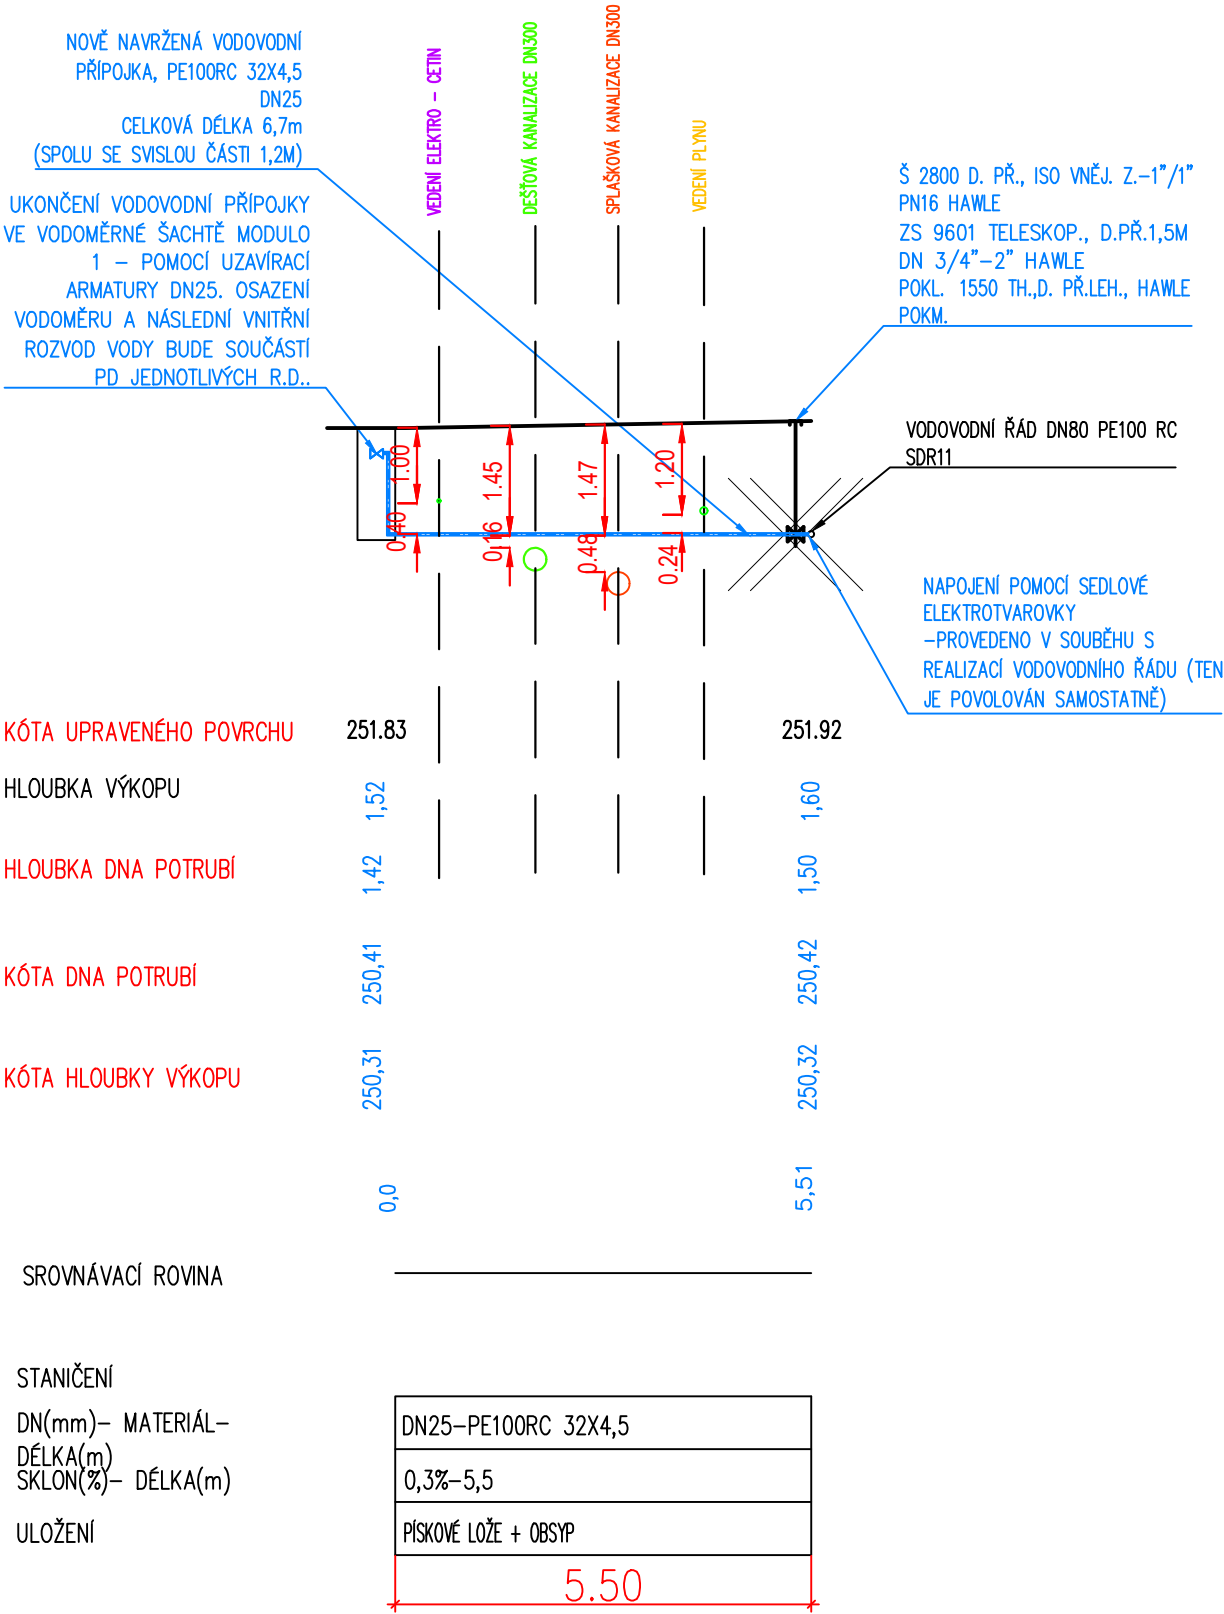 NOVĚ NAVRŽENÁ VODOVODNÍ
PŘÍPOJKA, PE100RC 32X4,5
DN25
CELKOVÁ DÉLKA 6,7m
(SPOLU SE SVISLOU ČÁSTI 1,2M)
UKONČENÍ VODOVODNÍ PŘÍPOJKY
VE VODOMĚRNÉ ŠACHTĚ MODULO
1 – POMOCÍ UZAVÍRACÍ
ARMATURY DN25. OSAZENÍ
VODOMĚRU A NÁSLEDNÍ VNITŘNÍ
ROZVOD VODY BUDE SOUČÁSTÍ
PD JEDNOTLIVÝCH R.D..
VEDENÍ ELEKTRO – CETIN
DEŠŤOVÁ KANALIZACE DN300
SPLAŠKOVÁ KANALIZACE DN300
VEDENÍ PLYNU
Š 2800 D. PŘ., ISO VNĚJ. Z.–1"/1"
PN16 HAWLE
ZS 9601 TELESKOP., D.PŘ.1,5M
DN 3/4"–2" HAWLE
POKL. 1550 TH.,D. PŘ.LEH., HAWLE
POKM.
VODOVODNÍ ŘÁD DN80 PE100 RC
SDR11
1.00
1.45
1.47
1.20
0.40
0.16
0.48
0.24
NAPOJENÍ POMOCÍ SEDLOVÉ
ELEKTROTVAROVKY
–PROVEDENO V SOUBĚHU S
REALIZACÍ VODOVODNÍHO ŘÁDU (TEN
JE POVOLOVÁN SAMOSTATNĚ)
KÓTA UPRAVENÉHO POVRCHU 251.83 251.92
HLOUBKA VÝKOPU 1,52 1,60
HLOUBKA DNA POTRUBÍ 1,42 1,50
KÓTA DNA POTRUBÍ 250,41 250,42
KÓTA HLOUBKY VÝKOPU 250,31 250,32
0,0 5,51
SROVNÁVACÍ ROVINA
STANIČENÍ
DN(mm)– MATERIÁL–
DÉLKA(m)
DN25–PE100RC 32X4,5
SKLON(%)– DÉLKA(m)
0,3%–5,5
ULOŽENÍ
PÍSKOVÉ LOŽE + OBSYP
5.50